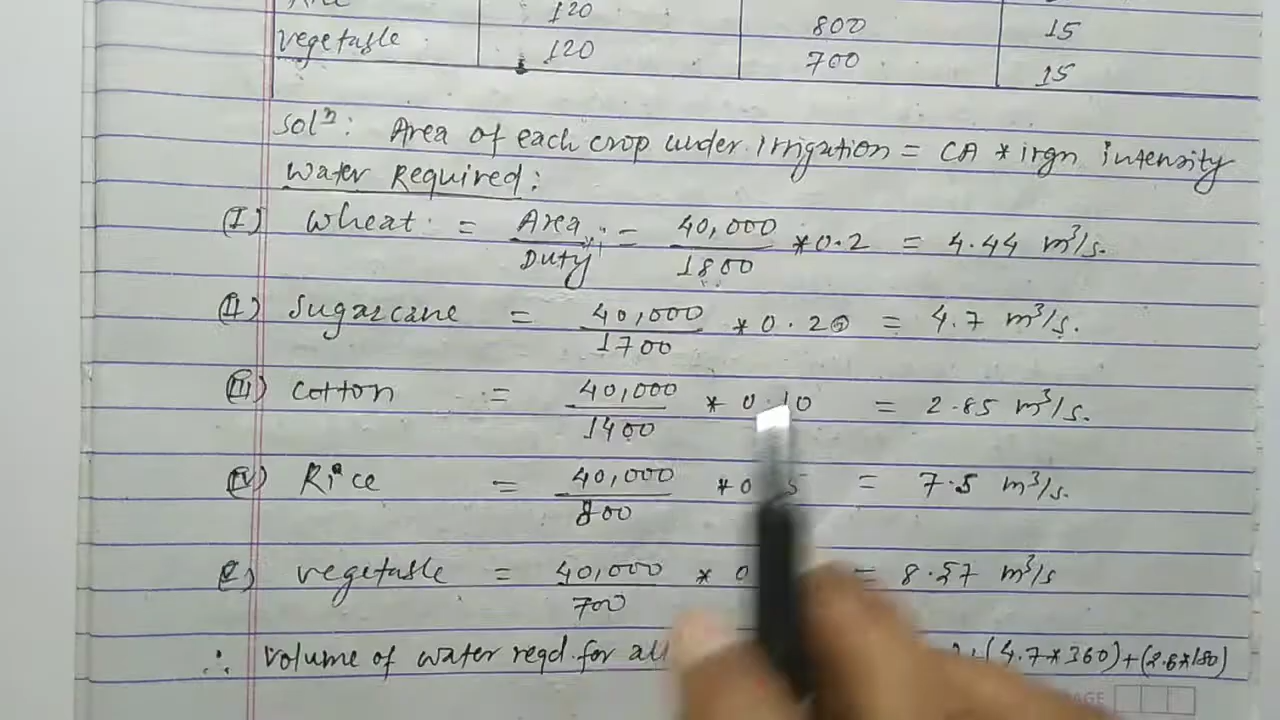 120 800 15
vegetable 120 700 15
Solⁿ: Area of each crop under irrigation = CA * irgn intensity
Water Required:
(I) Wheat = Area / Duty = 40,000 / 1800 * 0.2 = 4.44 m³/s.
(II) Sugarcane = 40,000 / 1700 * 0.20 = 4.7 m³/s.
(III) Cotton = 40,000 / 1400 * 0.10 = 2.85 m³/s.
(IV) Rice = 40,000 / 800 * 0 5 = 7.5 m³/s.
vegetable = 40,000 / 700 * 0 = 8.57 m³/s
∴ Volume of water reqd. for all (4.7*360)+(2.8*180)